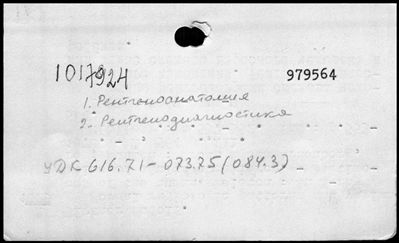 1017924 979564
1. Рентгеноанатомия
2. Рентгенодиагностика
УДК 616.71-073.75(084.3)